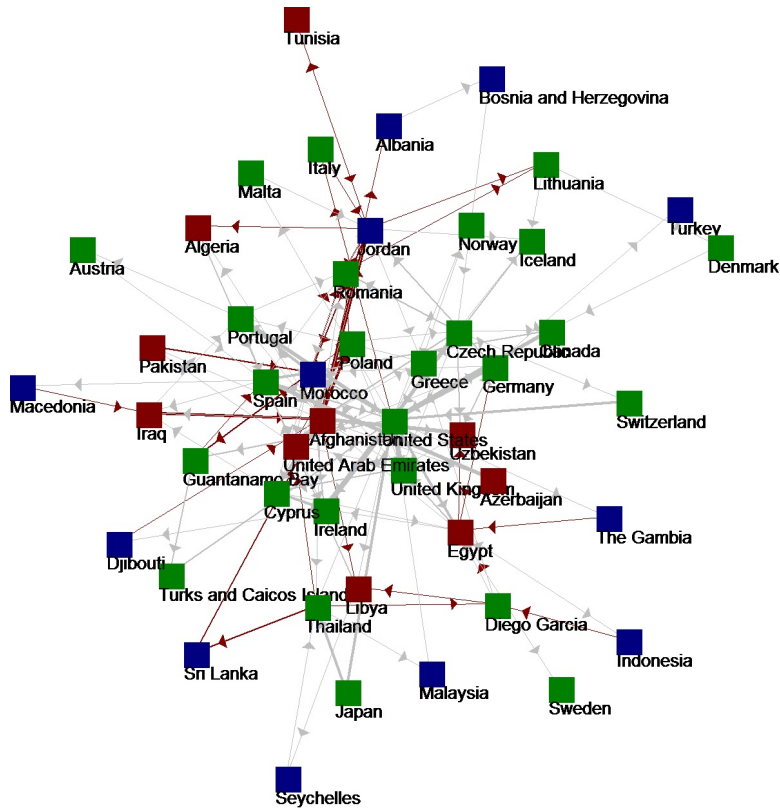 Tunisia
Bosnia and Herzegovina
Albania
Italy
Malta
Lithuania
Turkey
Algeria
Jordan
Norway
Iceland
Denmark
Austria
Romania
Portugal
Poland
Czech Republic
Canada
Pakistan
Greece
Germany
Spain
Morocco
Macedonia
Iraq
Afghanistan
United States
Switzerland
Uzbekistan
United Arab Emirates
Guantanamo Bay
United Kingdom
Azerbaijan
Cyprus
Ireland
The Gambia
Egypt
Djibouti
Turks and Caicos Islands
Libya
Thailand
Diego Garcia
Indonesia
Sri Lanka
Malaysia
Japan
Sweden
Seychelles